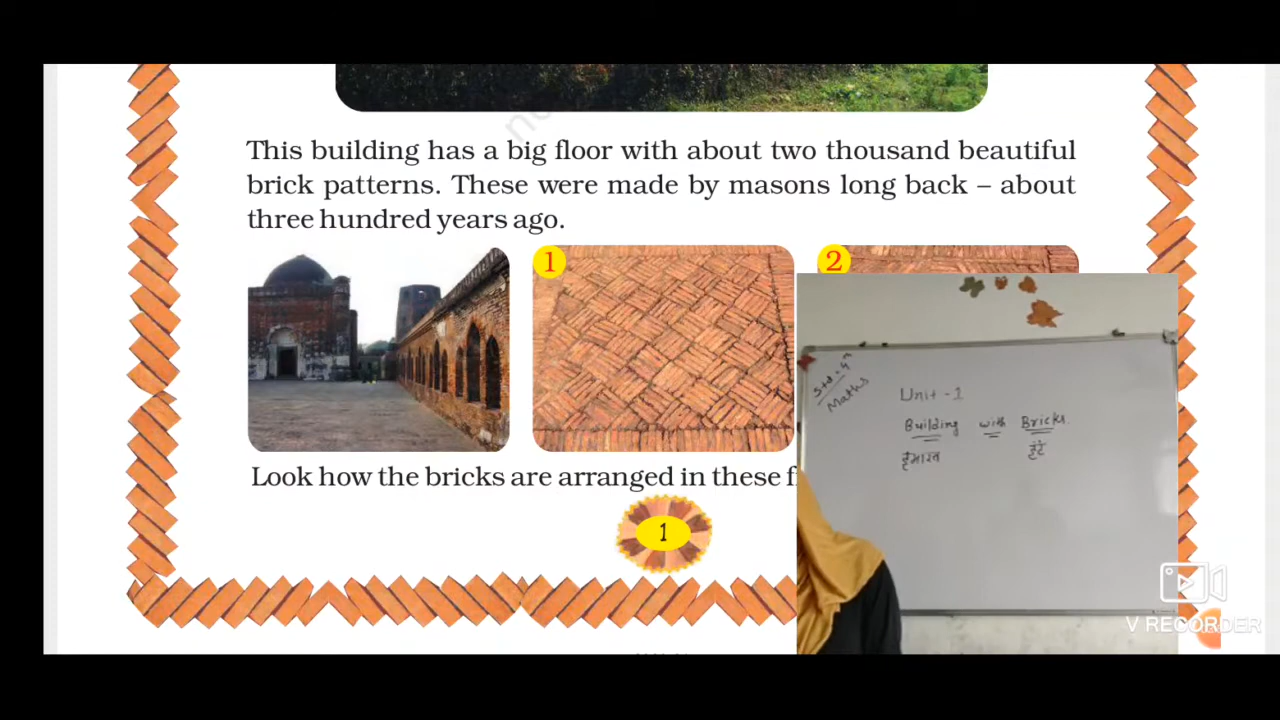 This building has a big floor with about two thousand beautiful
brick patterns. These were made by masons long back – about
three hundred years ago.
1
2
Look how the bricks are arranged in these
1
Std - 4
Maths
Unit - 1
Building with Bricks
ईमारत ईंटे
V RECORDER